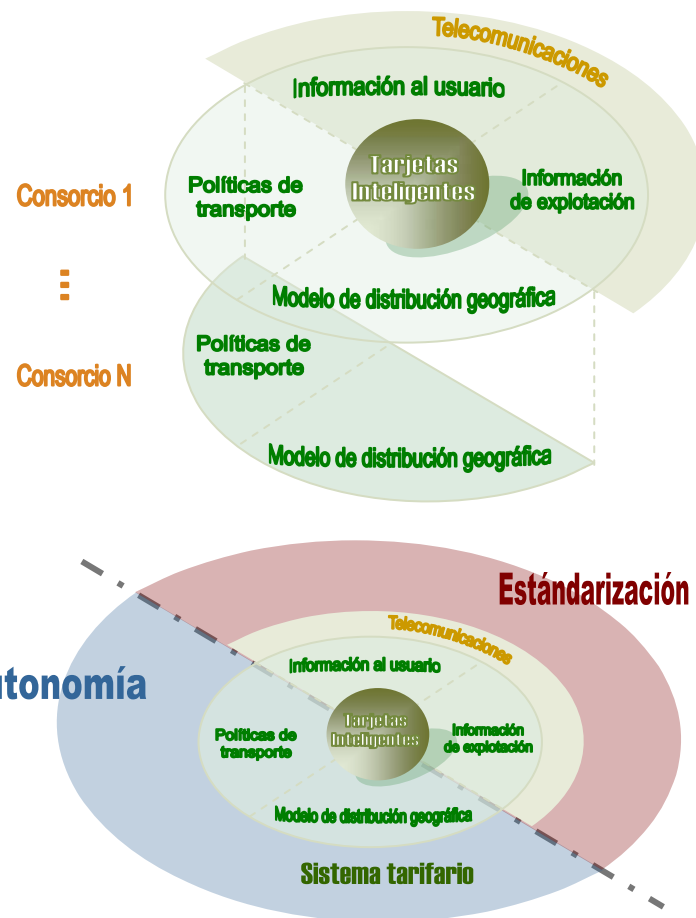 Telecomunicaciones
Información al usuario
Tarjetas
Inteligentes
Políticas de
transporte
Información
de explotación
Consorcio 1
Modelo de distribución geográfica
Políticas de
transporte
Consorcio N
Modelo de distribución geográfica
Estándarización
Telecomunicaciones
Información al usuario
utonomía
Tarjetas
Inteligentes
Políticas de
transporte
Información
de explotación
Modelo de distribución geográfica
Sistema tarifario